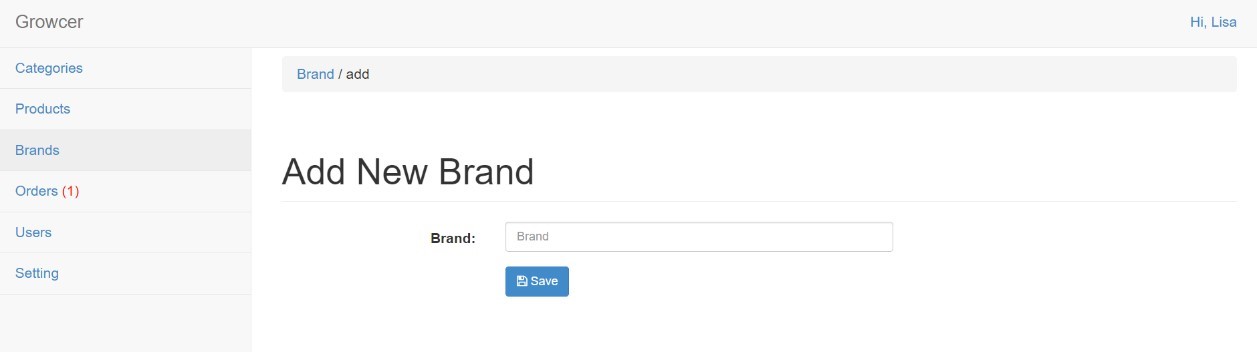 Growcer
Hi, Lisa
Categories
Products
Brands
Orders (1)
Users
Setting
Brand / add
Add New Brand
Brand: Brand
Save